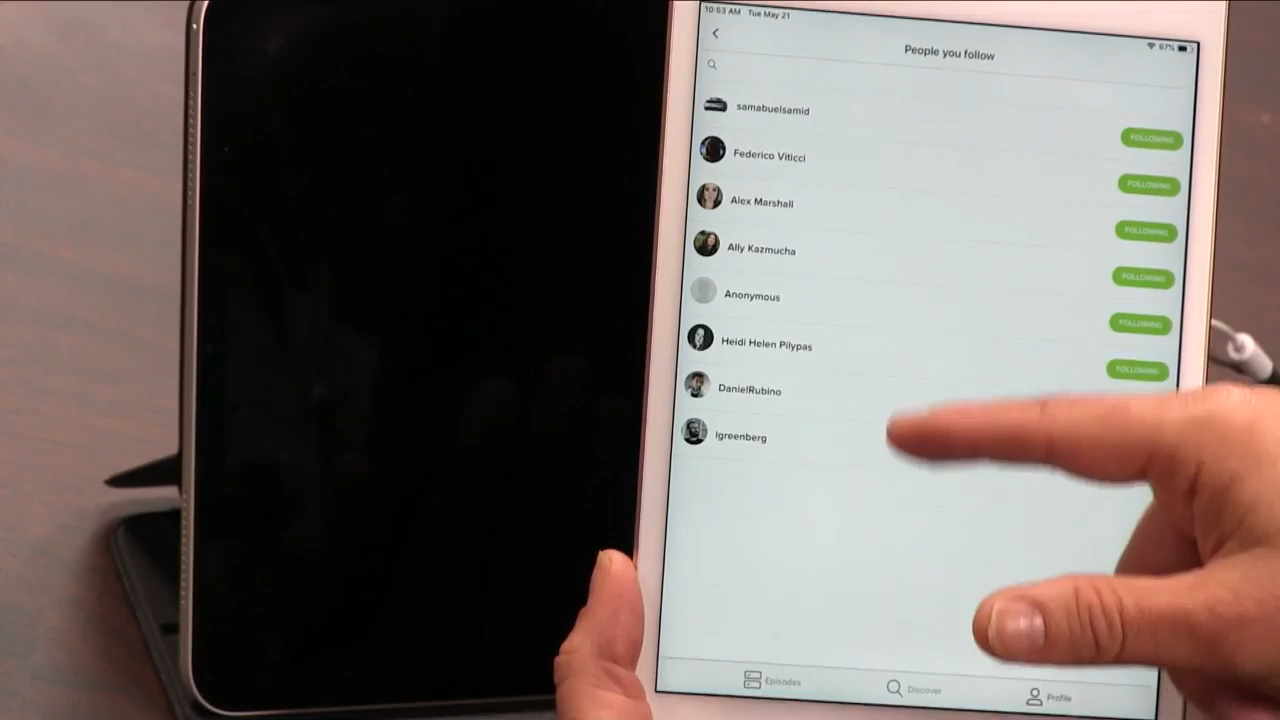 10:53 AM Tue May 21
67%
People you follow
samabuelsamid
FOLLOWING
Federico Viticci
FOLLOWING
Alex Marshall
FOLLOWING
Ally Kazmucha
FOLLOWING
Anonymous
FOLLOWING
Heidi Helen Pilypas
FOLLOWING
DanielRubino
lgreenberg
Episodes
Discover
Profile